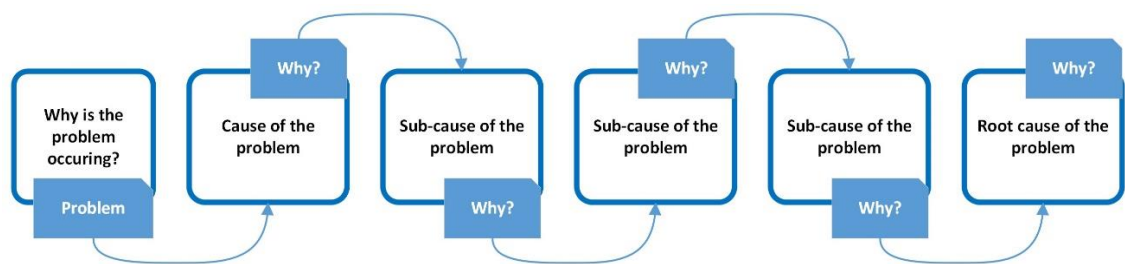 Why is the
problem
occuring?
Problem
Why?
Cause of the
problem
Sub-cause of the
problem
Why?
Why?
Sub-cause of the
problem
Sub-cause of the
problem
Why?
Why?
Root cause of the
problem